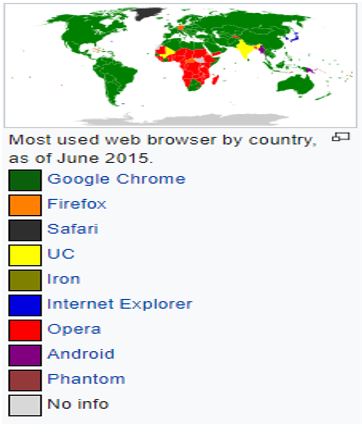 Most used web browser by country,
as of June 2015.
Google Chrome
Firefox
Safari
UC
Iron
Internet Explorer
Opera
Android
Phantom
No info